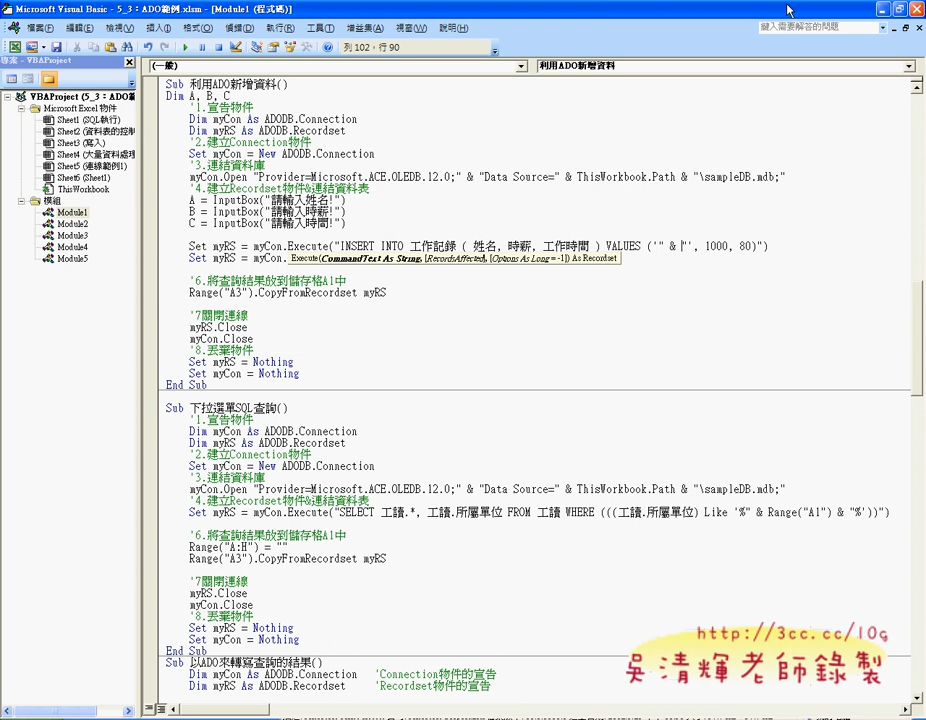 Microsoft Visual Basic - 5_3：ADO範例.xlsm - [Module1 (程式碼)]
檔案(F) 編輯(E) 檢視(V) 插入(I) 格式(O) 偵錯(D) 執行(R) 工具(T) 增益集(A) 視窗(W) 說明(H)
鍵入需要解答的問題
列 102，行 90
專案 - VBAProject
(一般)
利用ADO新增資料
VBAProject (5_3：ADO範
Microsoft Excel 物件
Sheet1 (SQL執行)
Sheet2 (資料表的控制
Sheet3 (寫入)
Sheet4 (大量資料處理
Sheet5 (連線範例1)
Sheet6 (Sheet1)
ThisWorkbook
模組
Module1
Module2
Module3
Module4
Module5
Sub 利用ADO新增資料()
Dim A, B, C
'1.宣告物件
Dim myCon As ADODB.Connection
Dim myRS As ADODB.Recordset
'2.建立Connection物件
Set myCon = New ADODB.Connection
'3.連結資料庫
myCon.Open "Provider=Microsoft.ACE.OLEDB.12.0;" & "Data Source=" & ThisWorkbook.Path & "\sampleDB.mdb;"
'4.建立Recordset物件&連結資料表
A = InputBox("請輸入姓名!")
B = InputBox("請輸入時薪!")
C = InputBox("請輸入時間!")
Set myRS = myCon.Execute("INSERT INTO 工作記錄 ( 姓名, 時薪, 工作時間 ) VALUES ('" & "', 1000, 80)")
Set myRS = myCon.
Execute(CommandText As String, [RecordsAffected], [Options As Long = -1]) As Recordset
'6.將查詢結果放到儲存格A1中
Range("A3").CopyFromRecordset myRS
'7關閉連線
myRS.Close
myCon.Close
'8.丟棄物件
Set myRS = Nothing
Set myCon = Nothing
End Sub
Sub 下拉選單SQL查詢()
'1.宣告物件
Dim myCon As ADODB.Connection
Dim myRS As ADODB.Recordset
'2.建立Connection物件
Set myCon = New ADODB.Connection
'3.連結資料庫
myCon.Open "Provider=Microsoft.ACE.OLEDB.12.0;" & "Data Source=" & ThisWorkbook.Path & "\sampleDB.mdb;"
'4.建立Recordset物件&連結資料表
Set myRS = myCon.Execute("SELECT 工讀.*, 工讀.所屬單位 FROM 工讀 WHERE (((工讀.所屬單位) Like '%" & Range("A1") & "%'))")
'6.將查詢結果放到儲存格A1中
Range("A:H") = ""
Range("A3").CopyFromRecordset myRS
'7關閉連線
myRS.Close
myCon.Close
'8.丟棄物件
Set myRS = Nothing
Set myCon = Nothing
End Sub
Sub 以ADO來轉寫查詢的結果()
Dim myCon As ADODB.Connection 'Connection物件的宣告
Dim myRS As ADODB.Recordset 'Recordset物件的宣告
http://3cc.cc/10g
吳清輝老師錄製